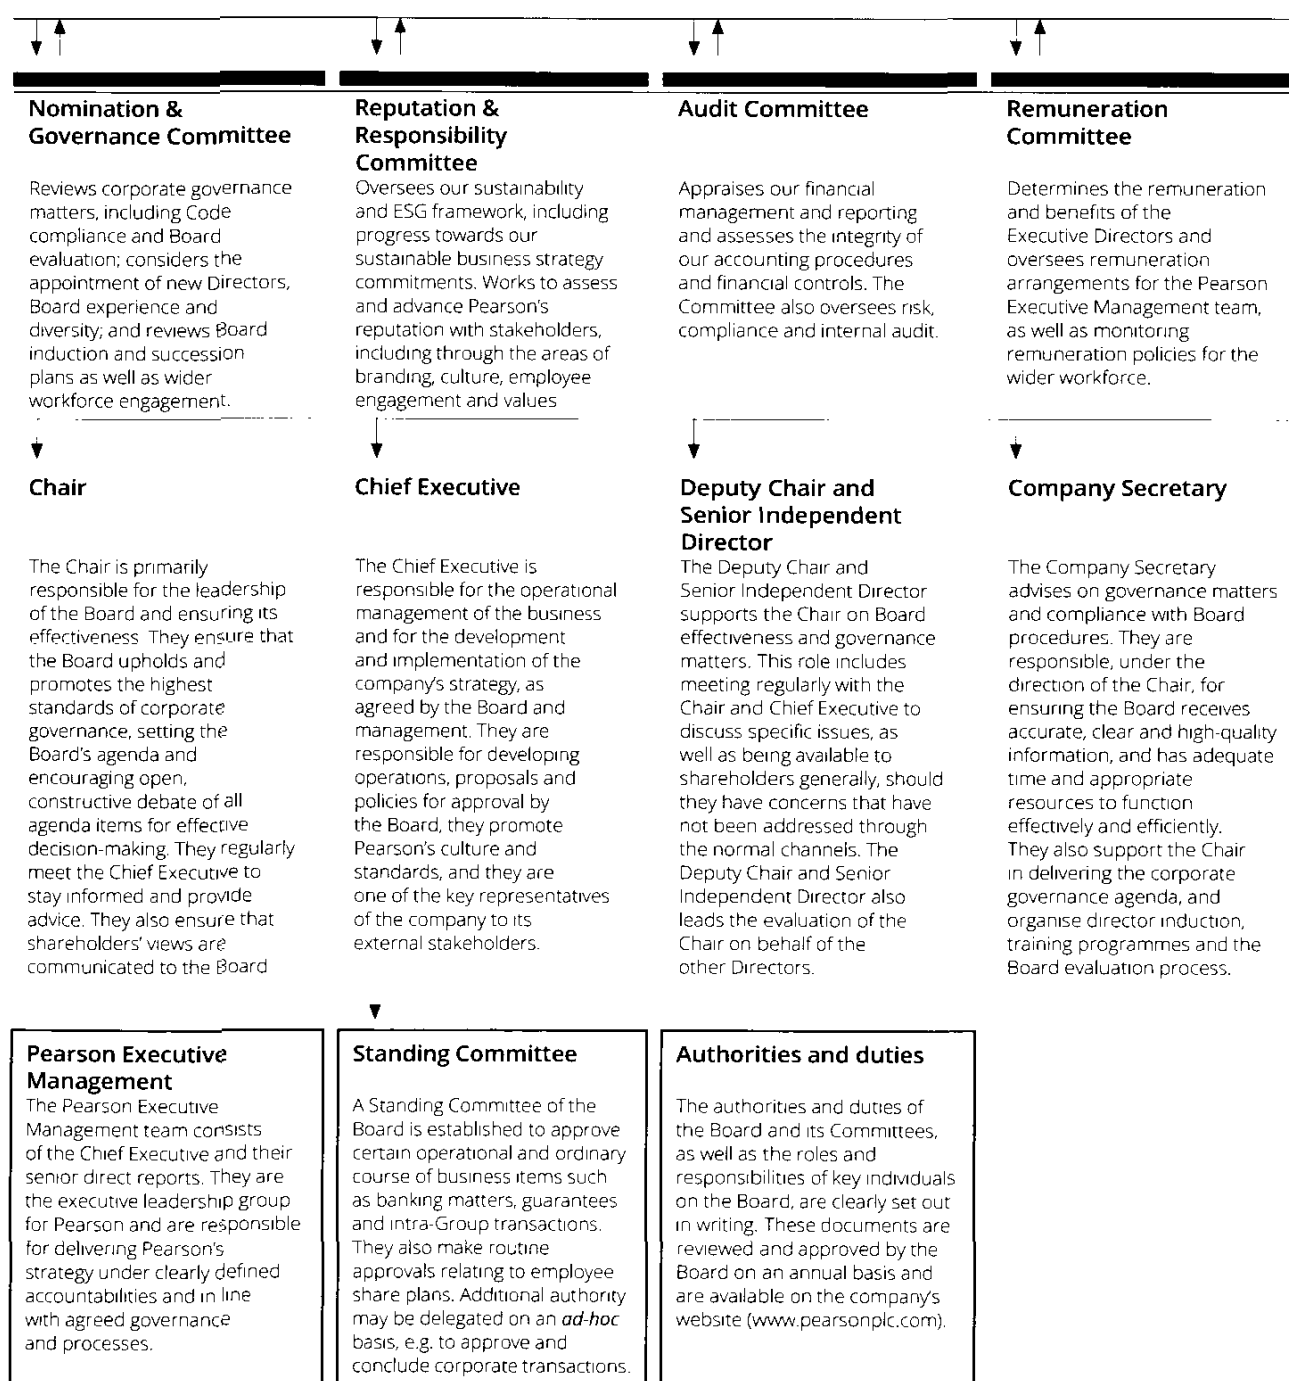 Nomination &
Governance Committee
Reviews corporate governance
matters, including Code
compliance and Board
evaluation; considers the
appointment of new Directors,
Board experience and
diversity; and reviews Board
induction and succession
plans as well as wider
workforce engagement.
Reputation &
Responsibility
Committee
Oversees our sustainability
and ESG framework, including
progress towards our
sustainable business strategy
commitments. Works to assess
and advance Pearson's
reputation with stakeholders,
including through the areas of
branding, culture, employee
engagement and values
Audit Committee
Appraises our financial
management and reporting
and assesses the integrity of
our accounting procedures
and financial controls. The
Committee also oversees risk,
compliance and internal audit.
Remuneration
Committee
Determines the remuneration
and benefits of the
Executive Directors and
oversees remuneration
arrangements for the Pearson
Executive Management team,
as well as monitoring
remuneration policies for the
wider workforce.
Chair
The Chair is primarily
responsible for the leadership
of the Board and ensuring its
effectiveness They ensure that
the Board upholds and
promotes the highest
standards of corporate
governance, setting the
Board's agenda and
encouraging open,
constructive debate of all
agenda items for effective
decision-making. They regularly
meet the Chief Executive to
stay informed and provide
advice. They also ensure that
shareholders' views are
communicated to the Board
Chief Executive
The Chief Executive is
responsible for the operational
management of the business
and for the development
and implementation of the
company's strategy, as
agreed by the Board and
management. They are
responsible for developing
operations, proposals and
policies for approval by
the Board, they promote
Pearson's culture and
standards, and they are
one of the key representatives
of the company to its
external stakeholders.
Deputy Chair and
Senior Independent
Director
The Deputy Chair and
Senior Independent Director
supports the Chair on Board
effectiveness and governance
matters. This role includes
meeting regularly with the
Chair and Chief Executive to
discuss specific issues, as
well as being available to
shareholders generally, should
they have concerns that have
not been addressed through
the normal channels. The
Deputy Chair and Senior
Independent Director also
leads the evaluation of the
Chair on behalf of the
other Directors.
Company Secretary
The Company Secretary
advises on governance matters
and compliance with Board
procedures. They are
responsible, under the
direction of the Chair, for
ensuring the Board receives
accurate, clear and high-quality
information, and has adequate
time and appropriate
resources to function
effectively and efficiently.
They also support the Chair
in delivering the corporate
governance agenda, and
organise director induction,
training programmes and the
Board evaluation process.
Pearson Executive
Management
The Pearson Executive
Management team consists
of the Chief Executive and their
senior direct reports. They are
the executive leadership group
for Pearson and are responsible
for delivering Pearson's
strategy under clearly defined
accountabilities and in line
with agreed governance
and processes.
Standing Committee
A Standing Committee of the
Board is established to approve
certain operational and ordinary
course of business items such
as banking matters, guarantees
and intra-Group transactions.
They also make routine
approvals relating to employee
share plans. Additional authority
may be delegated on an ad-hoc
basis, e.g. to approve and
conclude corporate transactions.
Authorities and duties
The authorities and duties of
the Board and its Committees,
as well as the roles and
responsibilities of key individuals
on the Board, are clearly set out
in writing. These documents are
reviewed and approved by the
Board on an annual basis and
are available on the company's
website (www.pearsonplc.com).